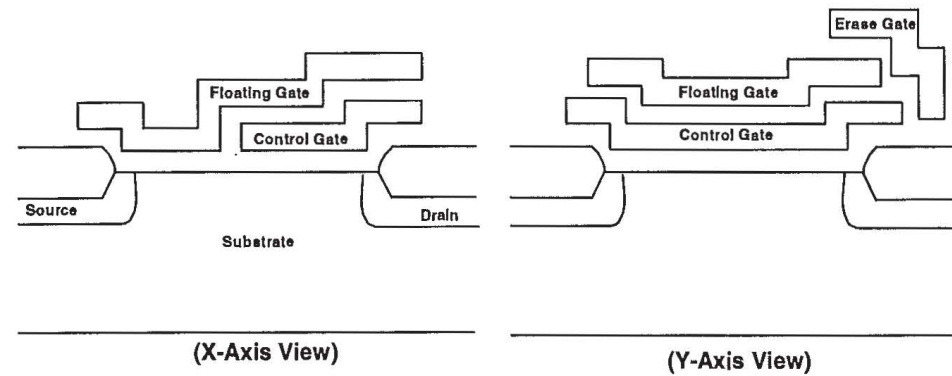 Floating Gate
Control Gate
Source
Drain
Substrate
(X-Axis View)
Erase Gate
Floating Gate
Control Gate
(Y-Axis View)